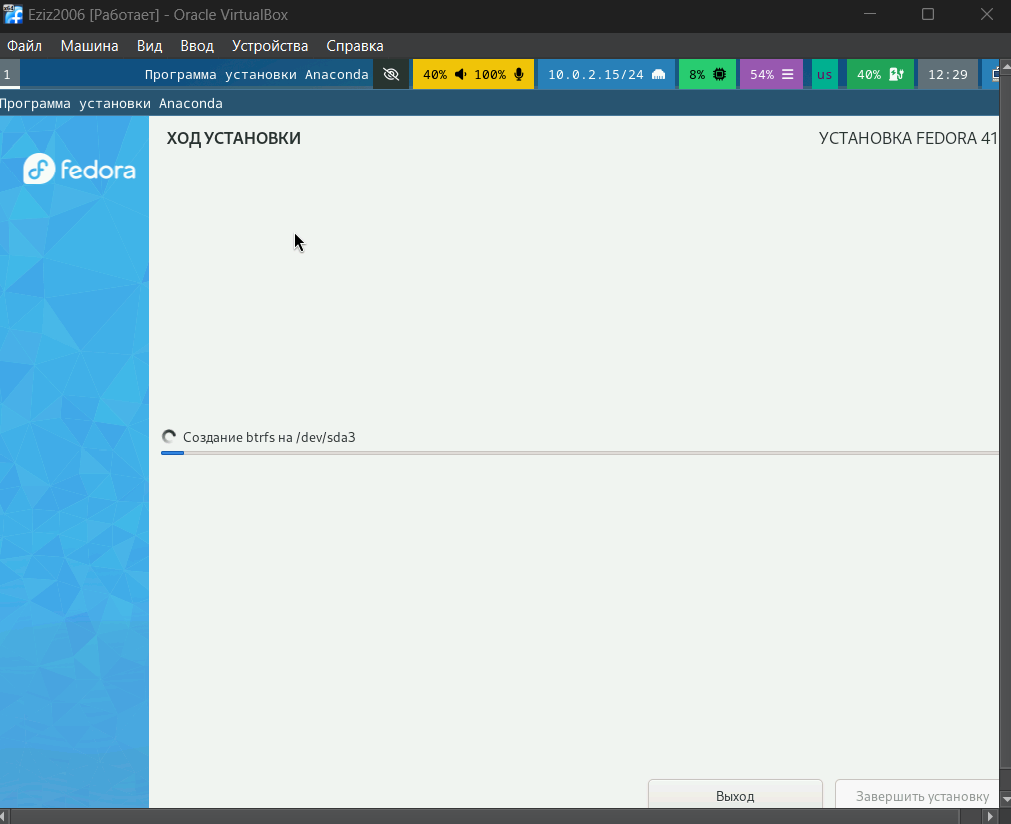 Eziz2006 [Работает] - Oracle VirtualBox
Файл Машина Вид Ввод Устройства Справка
1 Программа установки Anaconda 40% 100% 10.0.2.15/24 8% 54% us 40% 12:29
Программа установки Anaconda
fedora
ХОД УСТАНОВКИ УСТАНОВКА FEDORA 41
Создание btrfs на /dev/sda3
Выход Завершить установку